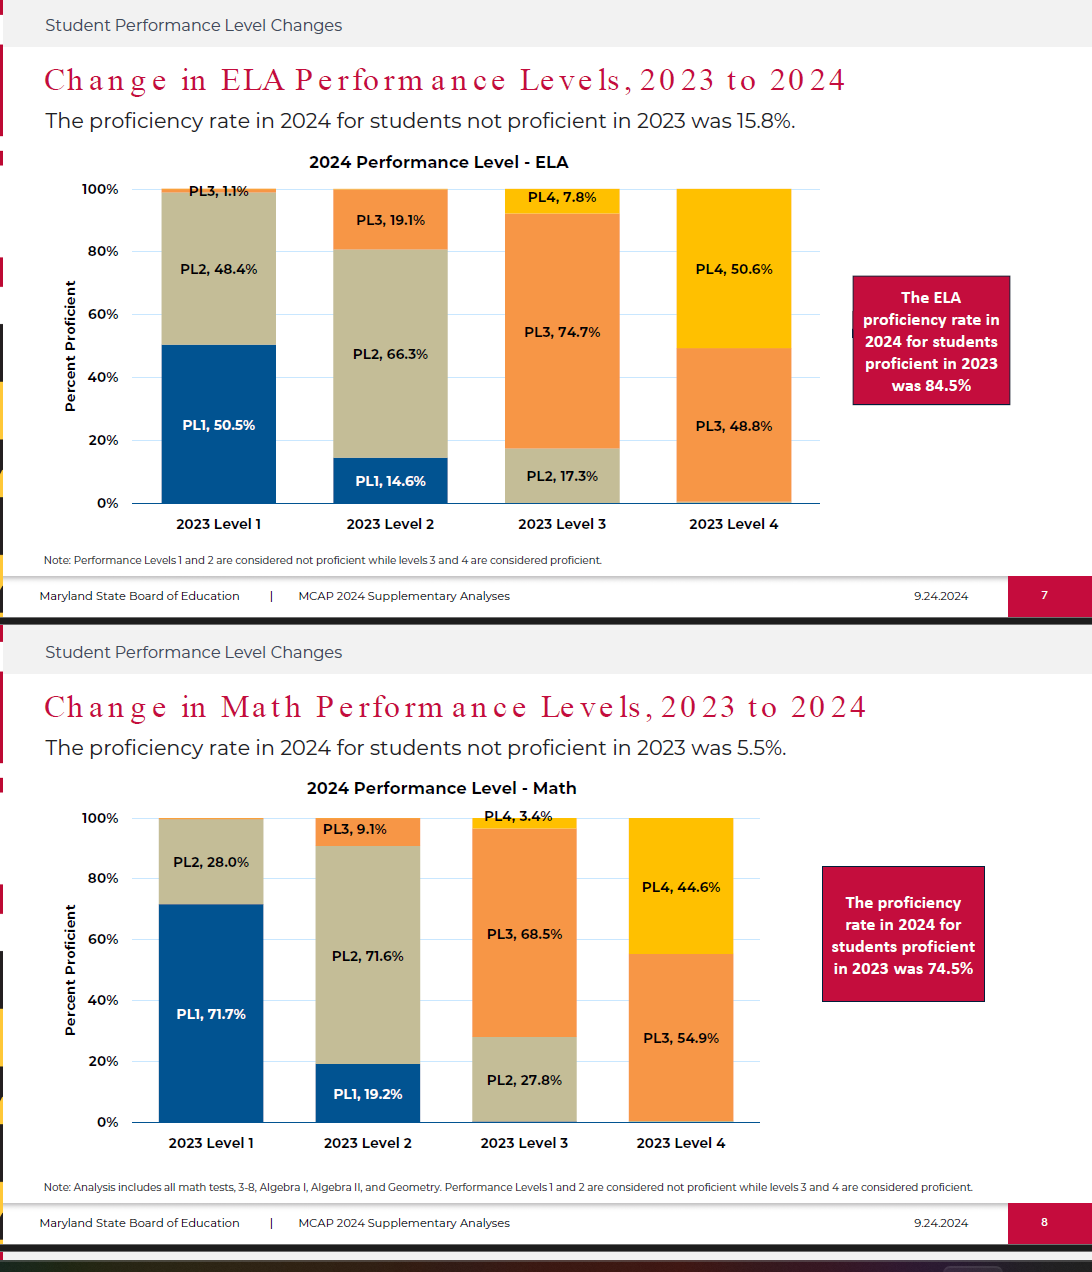 Student Performance Level Changes
Change in ELA Performance Levels, 2023 to 2024
The proficiency rate in 2024 for students not proficient in 2023 was 15.8%.
2024 Performance Level - ELA
Percent Proficient
100%
80%
60%
40%
20%
0%
PL3, 1.1%
PL2, 48.4%
PL1, 50.5%
PL3, 19.1%
PL2, 66.3%
PL1, 14.6%
PL4, 7.8%
PL3, 74.7%
PL2, 17.3%
PL4, 50.6%
PL3, 48.8%
2023 Level 1
2023 Level 2
2023 Level 3
2023 Level 4
The ELA
proficiency rate in
2024 for students
proficient in 2023
was 84.5%
Note: Performance Levels 1 and 2 are considered not proficient while levels 3 and 4 are considered proficient.
Maryland State Board of Education | MCAP 2024 Supplementary Analyses 9.24.2024 7
Student Performance Level Changes
Change in Math Performance Levels, 2023 to 2024
The proficiency rate in 2024 for students not proficient in 2023 was 5.5%.
2024 Performance Level - Math
Percent Proficient
100%
80%
60%
40%
20%
0%
PL2, 28.0%
PL1, 71.7%
PL3, 9.1%
PL2, 71.6%
PL1, 19.2%
PL4, 3.4%
PL3, 68.5%
PL2, 27.8%
PL4, 44.6%
PL3, 54.9%
2023 Level 1
2023 Level 2
2023 Level 3
2023 Level 4
The proficiency
rate in 2024 for
students proficient
in 2023 was 74.5%
Note: Analysis includes all math tests, 3-8, Algebra I, Algebra II, and Geometry. Performance Levels 1 and 2 are considered not proficient while levels 3 and 4 are considered proficient.
Maryland State Board of Education | MCAP 2024 Supplementary Analyses 9.24.2024 8